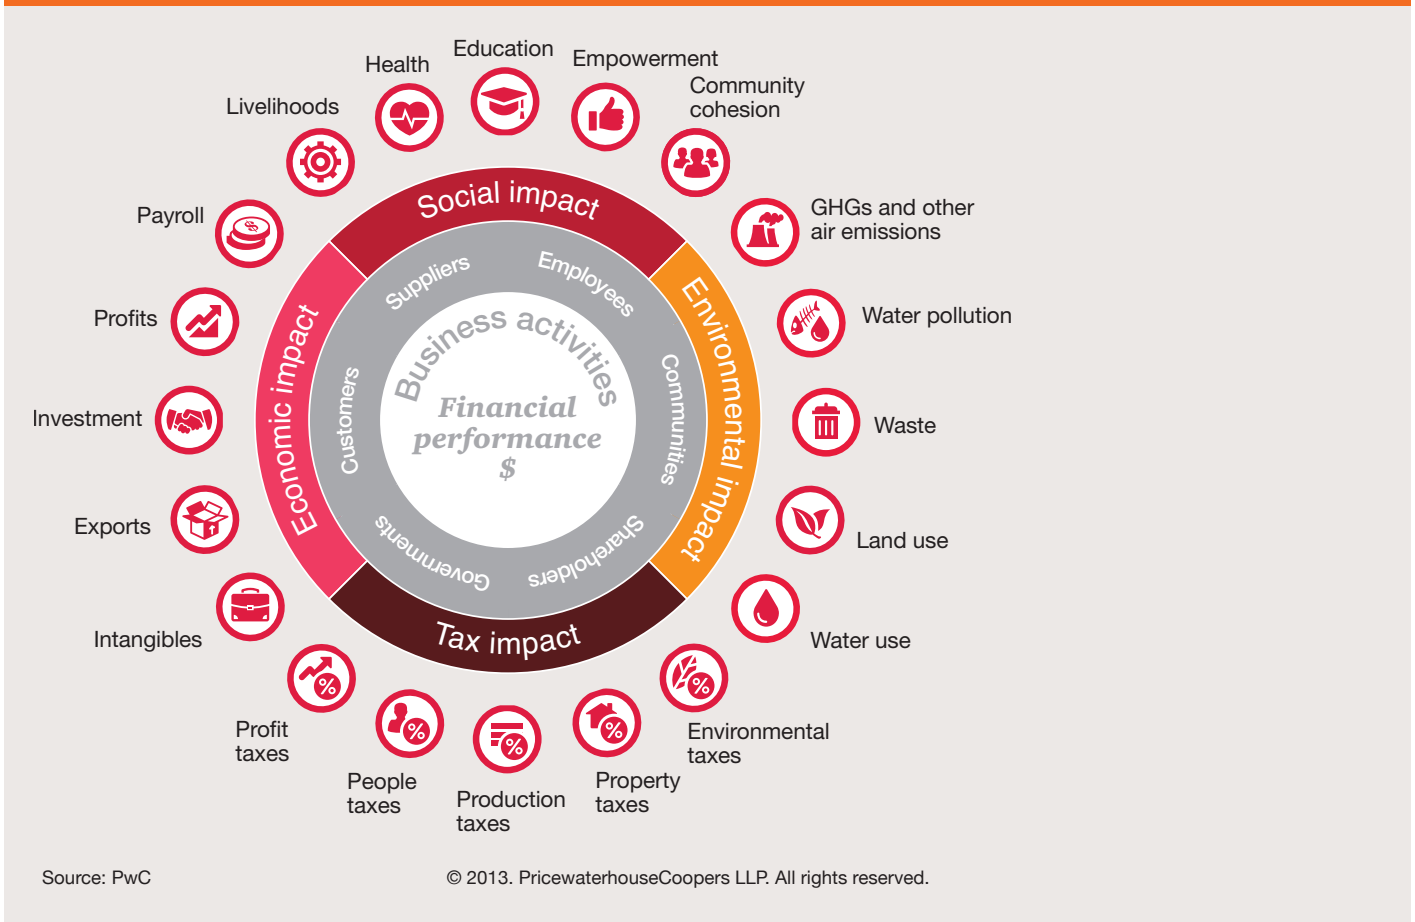 Education
Empowerment
Health
Community
cohesion
Livelihoods
GHGs and other
air emissions
Payroll
Water pollution
Profits
Investment
Waste
Exports
Land use
Intangibles
Water use
Profit
taxes
Environmental
taxes
People
taxes
Property
taxes
Production
taxes
Social impact
Environmental impact
Tax impact
Economic impact
Suppliers
Employees
Communities
Shareholders
Governments
Customers
Business activities
Financial
performance
$
$
%
%
%
%
%
Source: PwC
© 2013. PricewaterhouseCoopers LLP. All rights reserved.